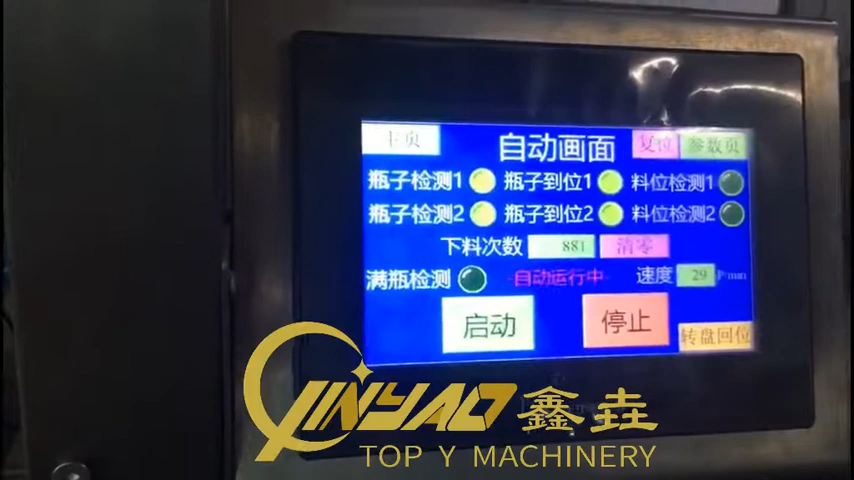 主页 自动画面 复位 参数页
瓶子检测1 瓶子到位1 料位检测1
瓶子检测2 瓶子到位2 料位检测2
下料次数 881 清零
满瓶检测 自动运行中 速度 29 P·min
启动 停止 转盘回位
XINYAO 鑫垚
TOP Y MACHINERY